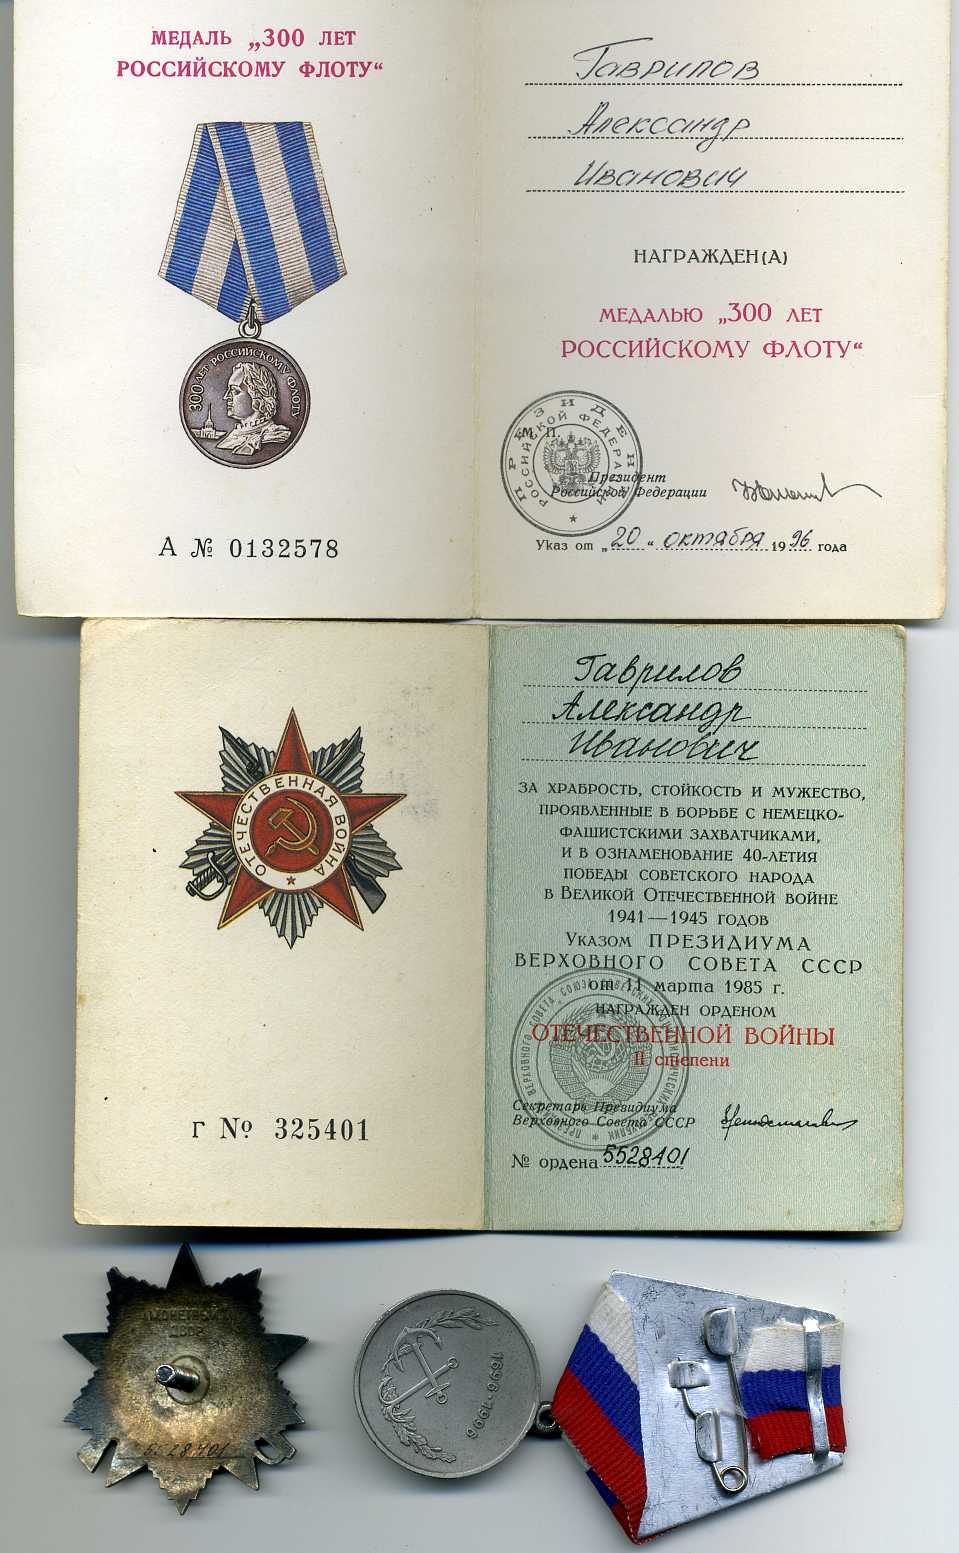 МЕДАЛЬ „300 ЛЕТ
РОССИЙСКОМУ ФЛОТУ“
300 ЛЕТ РОССИЙСКОМУ ФЛОТУ
А № 0132578
Гаврилов
Александр
Иванович
НАГРАЖДЕН(А)
МЕДАЛЬЮ „300 ЛЕТ
РОССИЙСКОМУ ФЛОТУ“
ПРЕЗИДЕНТ
РОССИЙСКОЙ ФЕДЕРАЦИИ
М. П.
Президент
Российской Федерации
Указ от „20“ октября 1996 года
ОТЕЧЕСТВЕННАЯ ВОЙНА
Г № 325401
Гаврилов
Александр
Иванович
ЗА ХРАБРОСТЬ, СТОЙКОСТЬ И МУЖЕСТВО,
ПРОЯВЛЕННЫЕ В БОРЬБЕ С НЕМЕЦКО-
ФАШИСТСКИМИ ЗАХВАТЧИКАМИ,
И В ОЗНАМЕНОВАНИЕ 40-ЛЕТИЯ
ПОБЕДЫ СОВЕТСКОГО НАРОДА
В ВЕЛИКОЙ ОТЕЧЕСТВЕННОЙ ВОЙНЕ
1941—1945 ГОДОВ
УКАЗОМ ПРЕЗИДИУМА
ВЕРХОВНОГО СОВЕТА СССР
от 11 марта 1985 г.
НАГРАЖДЕН ОРДЕНОМ
ОТЕЧЕСТВЕННОЙ ВОЙНЫ
II степени
Секретарь Президиума
Верховного Совета СССР
№ ордена 5528401
МОНЕТНЫЙ
ДВОР
5528401
1696·1996